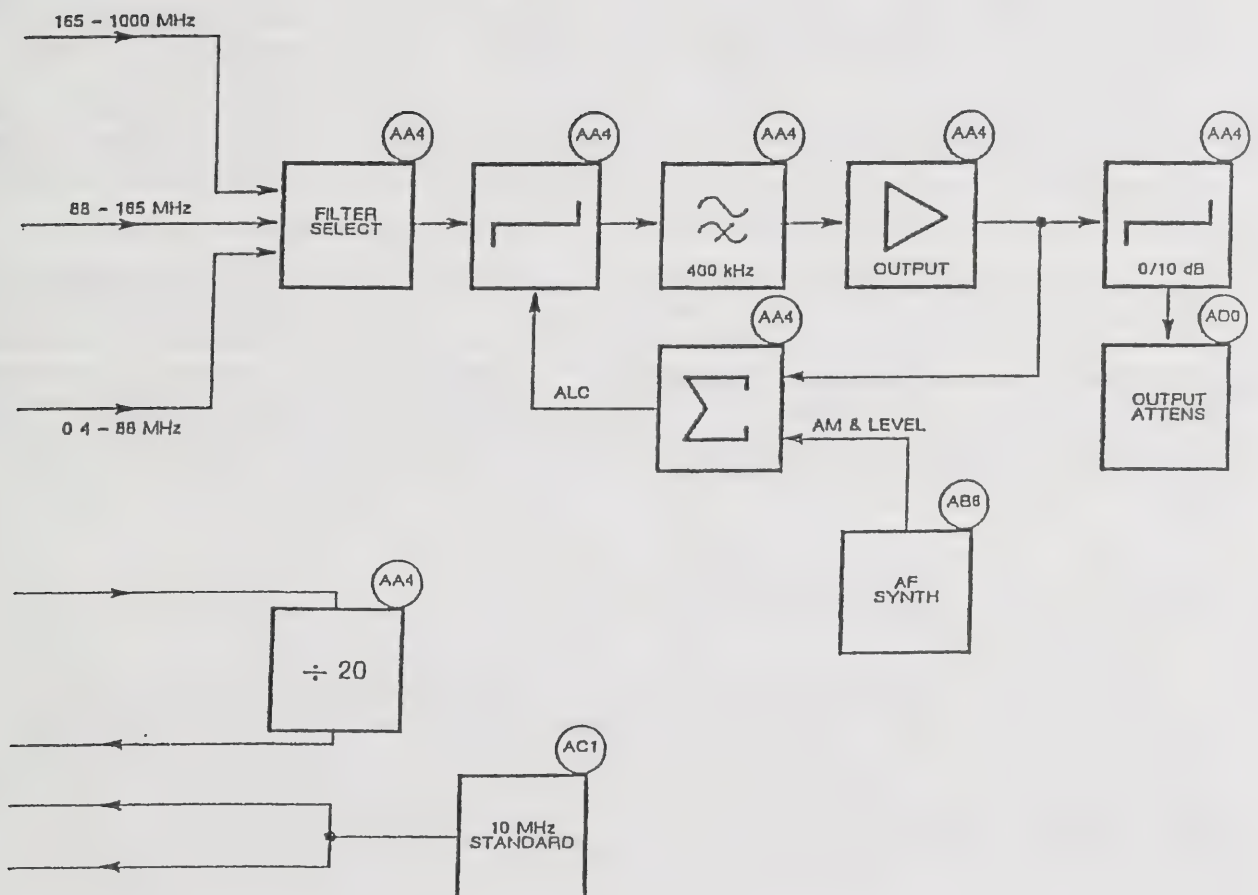 165 - 1000 MHz
AA4
AA4
AA4
AA4
AA4
88 - 165 MHz
FILTER
SELECT
400 kHz
OUTPUT
0/10 dB
AA4
AD0
ALC
OUTPUT
ATTENS
AM & LEVEL
0 4 - 88 MHz
AB6
AF
SYNTH
AA4
÷ 20
AC1
10 MHz
STANDARD